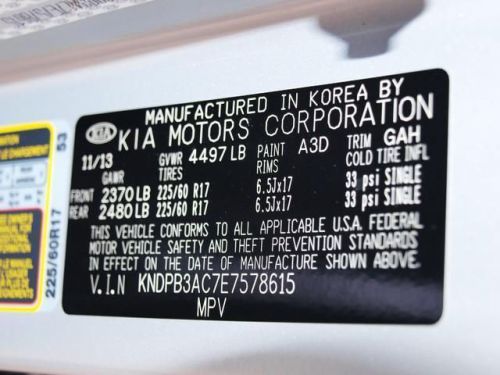 MANUFACTURED IN KOREA BY
KIA KIA MOTORS CORPORATION
11/13 GVWR 4497 LB PAINT A3D TRIM GAH
GAWR TIRES RIMS COLD TIRE INFL
FRONT 2370 LB 225/60 R17 6.5Jx17 33 psi SINGLE
REAR 2480 LB 225/60 R17 6.5Jx17 33 psi SINGLE
THIS VEHICLE CONFORMS TO ALL APPLICABLE U.S.A. FEDERAL
MOTOR VEHICLE SAFETY AND THEFT PREVENTION STANDARDS
IN EFFECT ON THE DATE OF MANUFACTURE SHOWN ABOVE.
V.I.N KNDPB3AC7E7578615
MPV
53
225/60R17